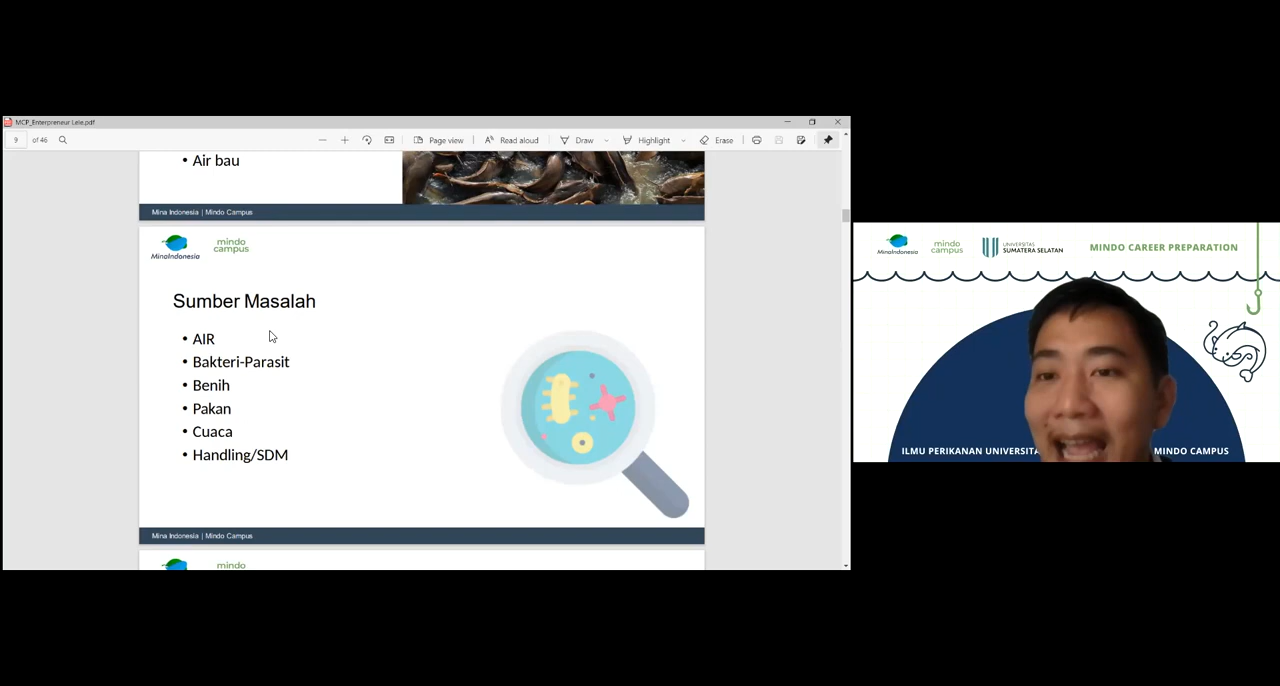 MCP_Enterpreneur Lele.pdf
9 of 46
Page view
Read aloud
Draw
Highlight
Erase
• Air bau
Mina Indonesia | Mindo Campus
MinaIndonesia
mindo
campus
Sumber Masalah
• AIR
• Bakteri-Parasit
• Benih
• Pakan
• Cuaca
• Handling/SDM
Mina Indonesia | Mindo Campus
mindo
MinaIndonesia
mindo
campus
UNIVERSITAS
SUMATERA SELATAN
MINDO CAREER PREPARATION
ILMU PERIKANAN UNIVERSITA
MINDO CAMPUS